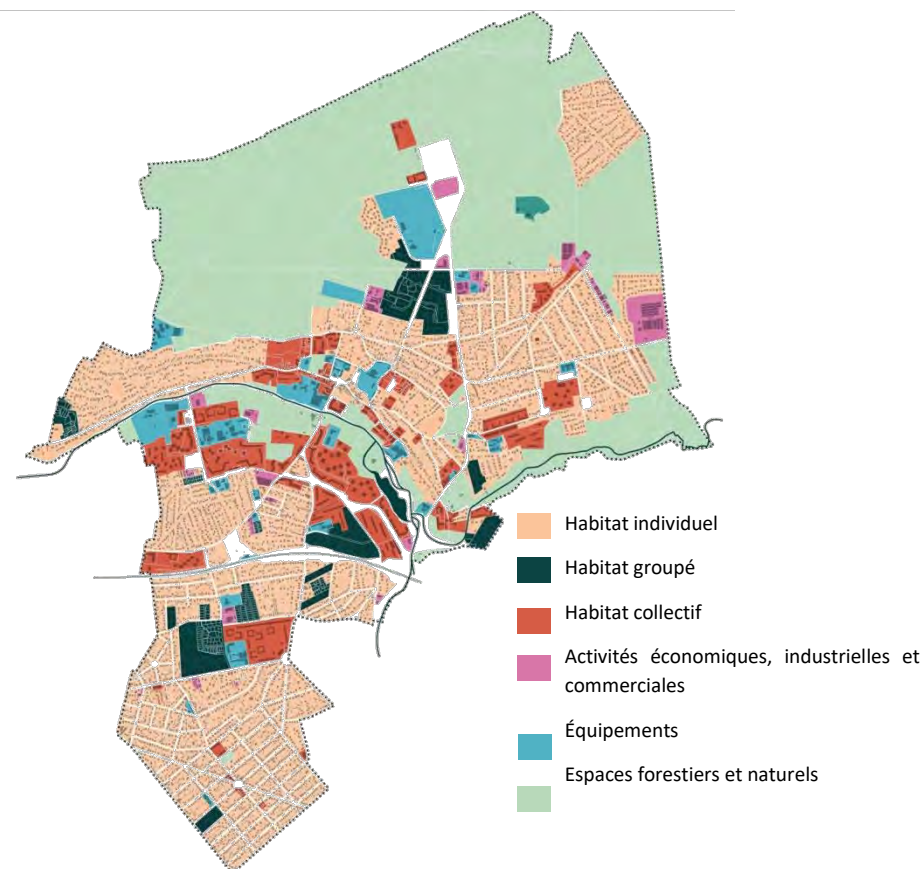 Habitat individuel
Habitat groupé
Habitat collectif
Activités économiques, industrielles et
commerciales
Équipements
Espaces forestiers et naturels